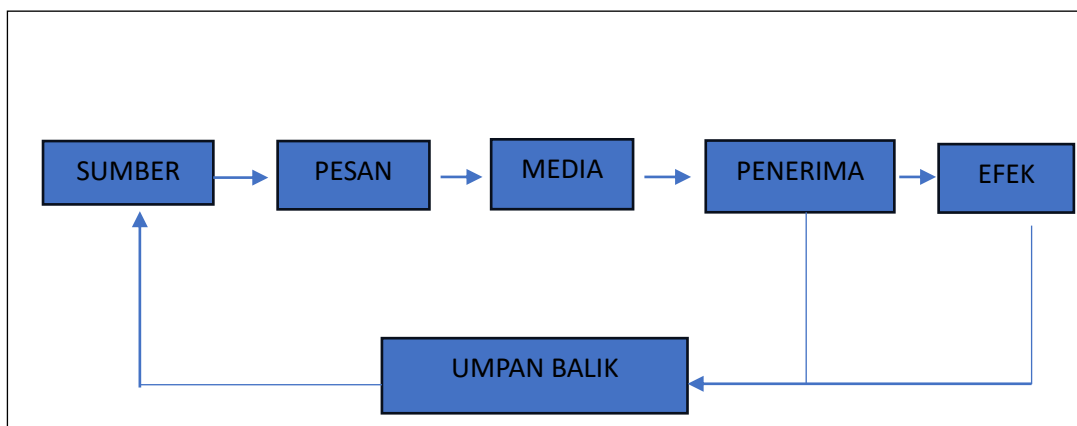 SUMBER
PESAN
MEDIA
PENERIMA
EFEK
UMPAN BALIK